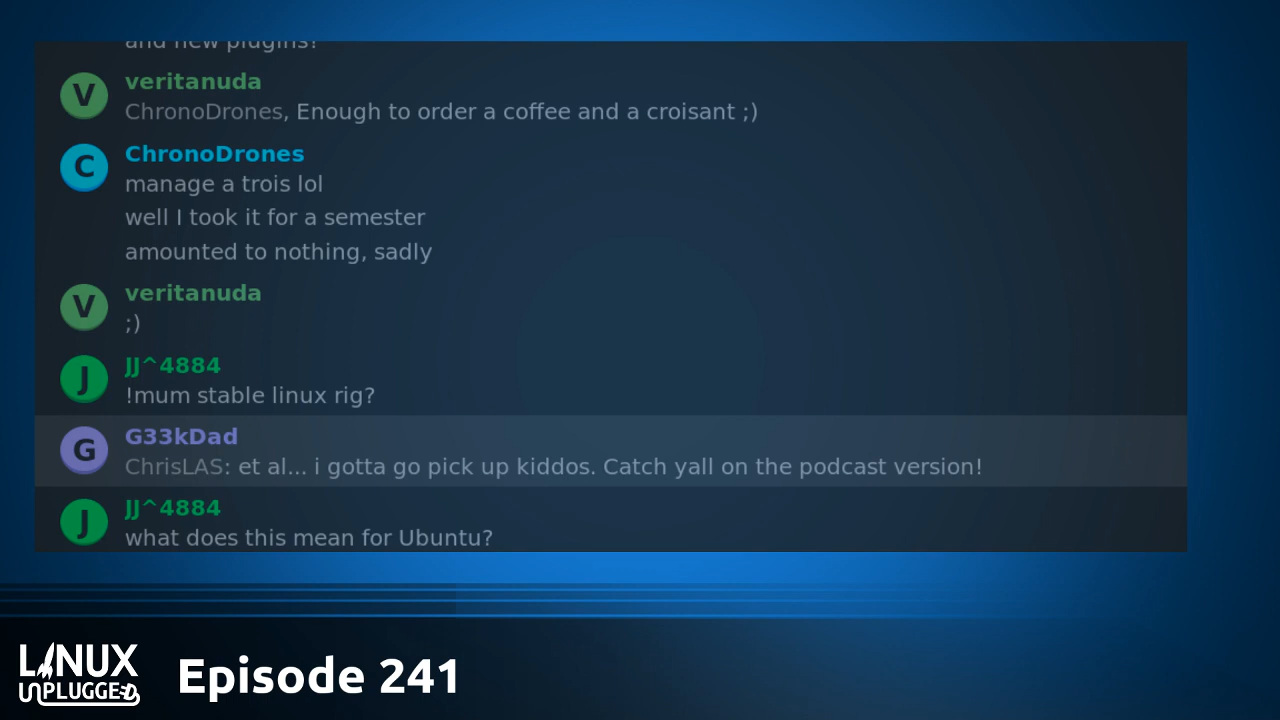 and new plugins!
V
veritanuda
ChronoDrones, Enough to order a coffee and a croisant ;)
C
ChronoDrones
manage a trois lol
well I took it for a semester
amounted to nothing, sadly
V
veritanuda
;)
J
JJ^4884
!mum stable linux rig?
G
G33kDad
ChrisLAS: et al... i gotta go pick up kiddos. Catch yall on the podcast version!
J
JJ^4884
what does this mean for Ubuntu?
LINUX
UNPLUGGED
Episode 241